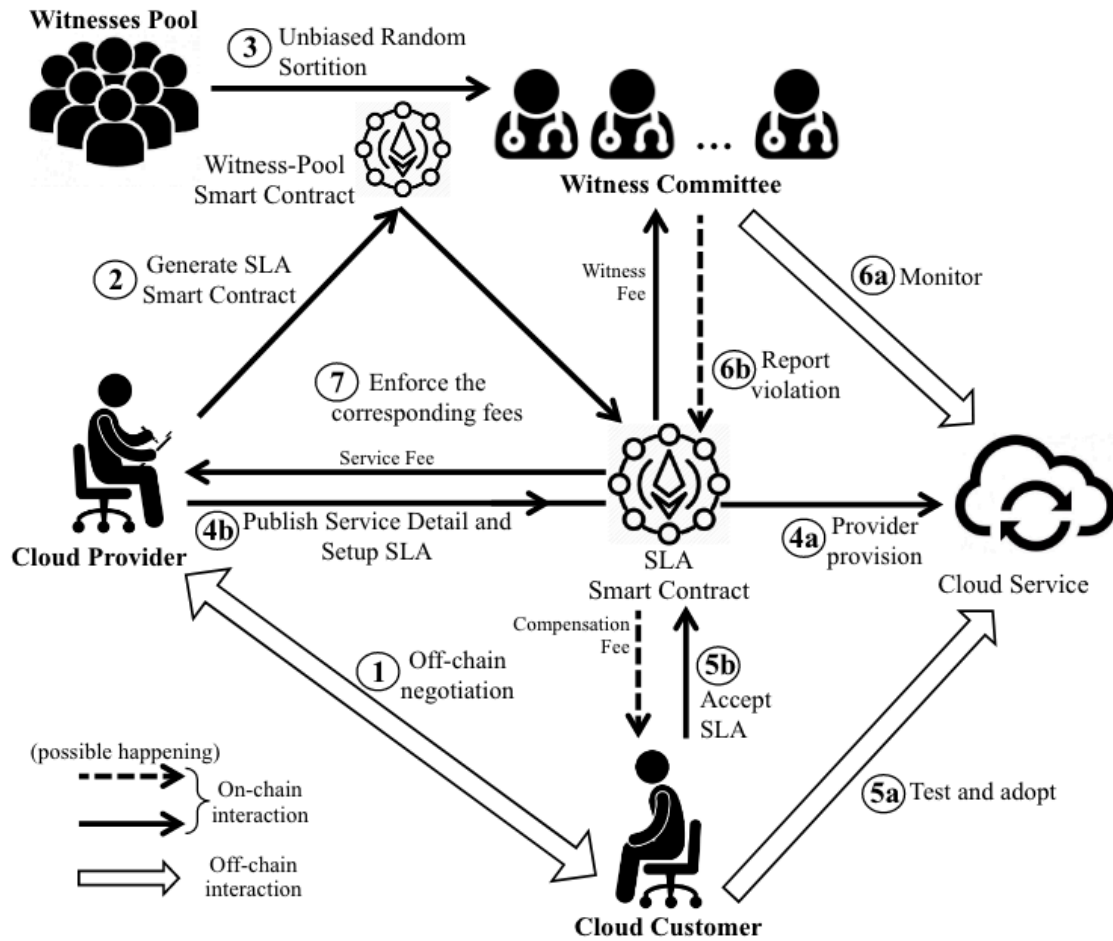 Witnesses Pool
3 Unbiased Random
Sortition
Witness-Pool
Smart Contract
...
Witness Committee
2 Generate SLA
Smart Contract
Witness
Fee
6a Monitor
6b Report
violation
7 Enforce the
corresponding fees
Service Fee
4b Publish Service Detail and
Setup SLA
Cloud Provider
SLA
Smart Contract
4a Provider
provision
Cloud Service
Compensation
Fee
5b
Accept
SLA
1 Off-chain
negotiation
(possible happening)
On-chain
interaction
Off-chain
interaction
5a Test and adopt
Cloud Customer